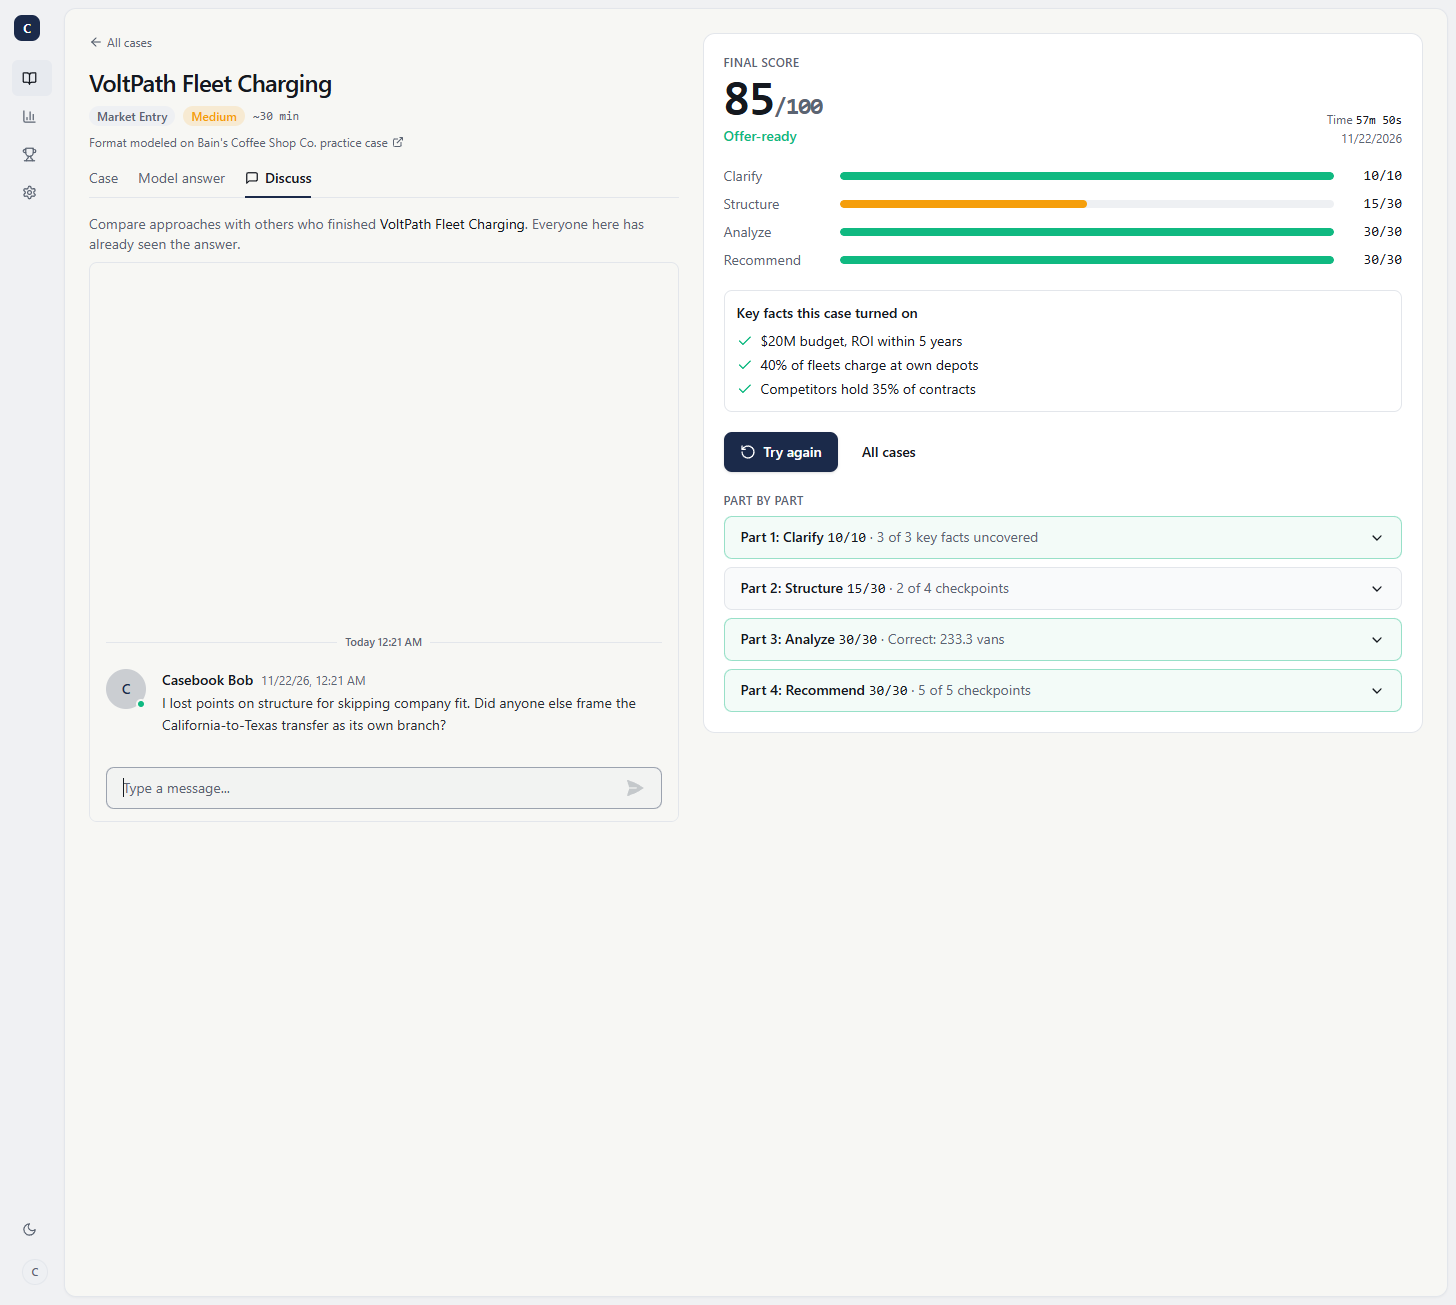 C
All cases
VoltPath Fleet Charging
Market Entry Medium ~30 min
Format modeled on Bain's Coffee Shop Co. practice case
Case Model answer Discuss
Compare approaches with others who finished VoltPath Fleet Charging. Everyone here has
already seen the answer.
Today 12:21 AM
C
Casebook Bob 11/22/26, 12:21 AM
I lost points on structure for skipping company fit. Did anyone else frame the
California-to-Texas transfer as its own branch?
Type a message...
FINAL SCORE
85/100
Offer-ready
Time 57m 50s
11/22/2026
Clarify 10/10
Structure 15/30
Analyze 30/30
Recommend 30/30
Key facts this case turned on
$20M budget, ROI within 5 years
40% of fleets charge at own depots
Competitors hold 35% of contracts
Try again All cases
PART BY PART
Part 1: Clarify 10/10 · 3 of 3 key facts uncovered
Part 2: Structure 15/30 · 2 of 4 checkpoints
Part 3: Analyze 30/30 · Correct: 233.3 vans
Part 4: Recommend 30/30 · 5 of 5 checkpoints
C